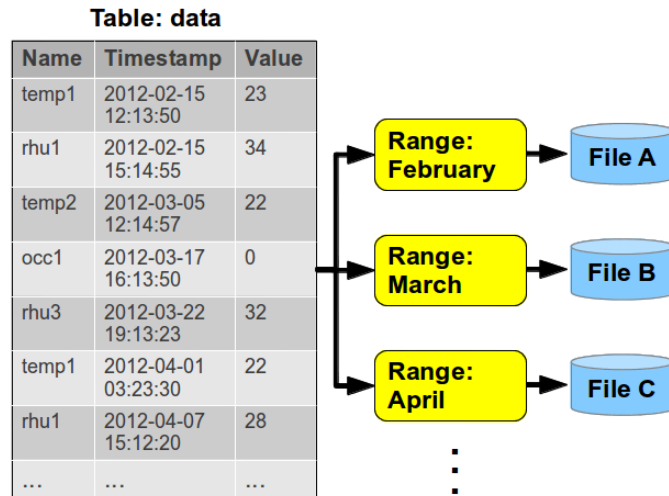 Table: data
Name Timestamp Value
temp1 2012-02-15 23
12:13:50
rhu1 2012-02-15 34
15:14:55
temp2 2012-03-05 22
12:14:57
occ1 2012-03-17 0
16:13:50
rhu3 2012-03-22 32
19:13:23
temp1 2012-04-01 22
03:23:30
rhu1 2012-04-07 28
15:12:20
... ... ...
Range:
February
File A
Range:
March
File B
Range:
April
File C